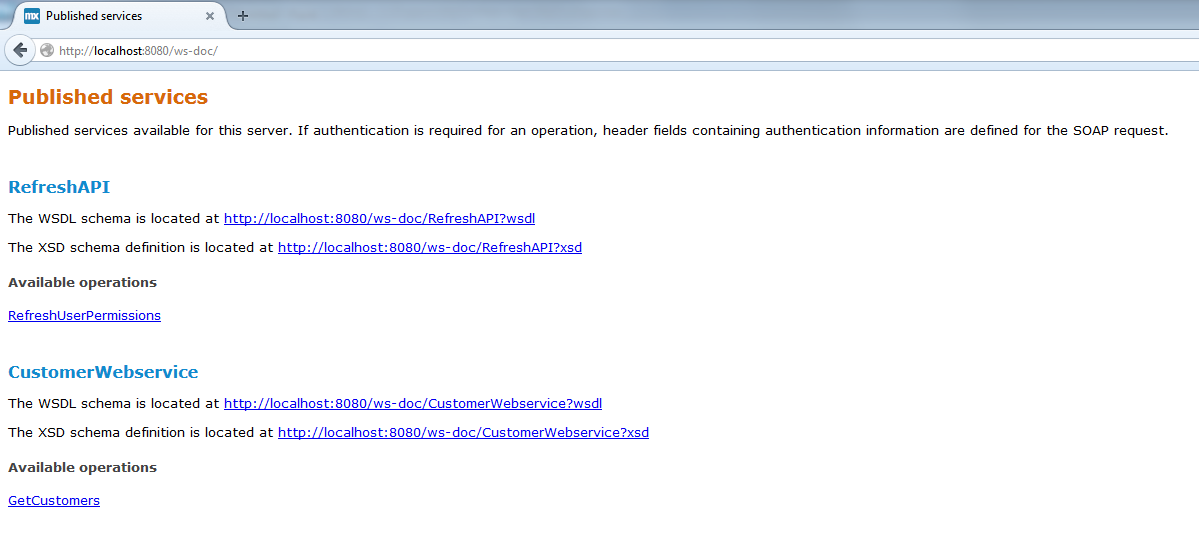 mx Published services
http://localhost:8080/ws-doc/
Published services
Published services available for this server. If authentication is required for an operation, header fields containing authentication information are defined for the SOAP request.
RefreshAPI
The WSDL schema is located at http://localhost:8080/ws-doc/RefreshAPI?wsdl
The XSD schema definition is located at http://localhost:8080/ws-doc/RefreshAPI?xsd
Available operations
RefreshUserPermissions
CustomerWebservice
The WSDL schema is located at http://localhost:8080/ws-doc/CustomerWebservice?wsdl
The XSD schema definition is located at http://localhost:8080/ws-doc/CustomerWebservice?xsd
Available operations
GetCustomers